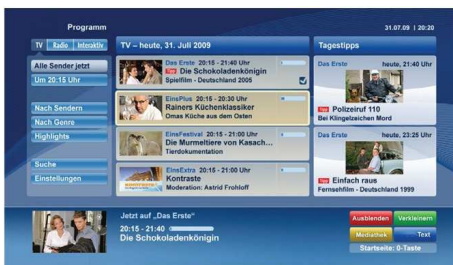 Programm
31.07.09 | 20:20
TV Radio Interaktiv
Alle Sender jetzt
Um 20:15 Uhr
Nach Sendern
Nach Genre
Highlights
Suche
Einstellungen
TV – heute, 31. Juli 2009
Das Erste 20:15 - 21:40 Uhr
Tipp Die Schokoladenkönigin
Spielfilm - Deutschland 2005
EinsPlus 20:15 - 20:30 Uhr
Rainers Küchenklassiker
Omas Küche aus dem Osten
EinsFestival 20:15 - 21:00 Uhr
Die Murmeltiere von Kasach...
Tierdokumentation
EinsExtra 20:15 - 21:00 Uhr
Kontraste
Moderation: Astrid Frohloff
Tagestipps
Das Erste heute, 21:40 Uhr
Tipp Polizeiruf 110
Bei Klingelzeichen Mord
Das Erste heute, 23:25 Uhr
Tipp Einfach raus
Fernsehfilm - Deutschland 1999
Jetzt auf „Das Erste"
20:15 - 21:40
Die Schokoladenkönigin
Ausblenden Verkleinern
Mediathek Text
Startseite: 0-Taste